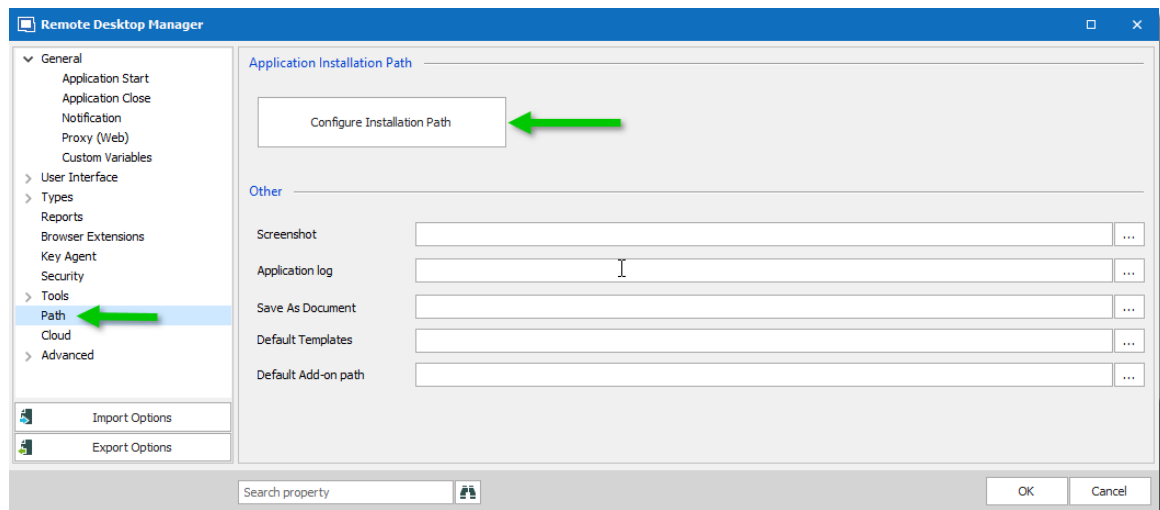 Remote Desktop Manager
General
Application Start
Application Close
Notification
Proxy (Web)
Custom Variables
User Interface
Types
Reports
Browser Extensions
Key Agent
Security
Tools
Path
Cloud
Advanced
Import Options
Export Options
Application Installation Path
Configure Installation Path
Other
Screenshot
...
Application log
...
Save As Document
...
Default Templates
...
Default Add-on path
...
Search property
OK
Cancel